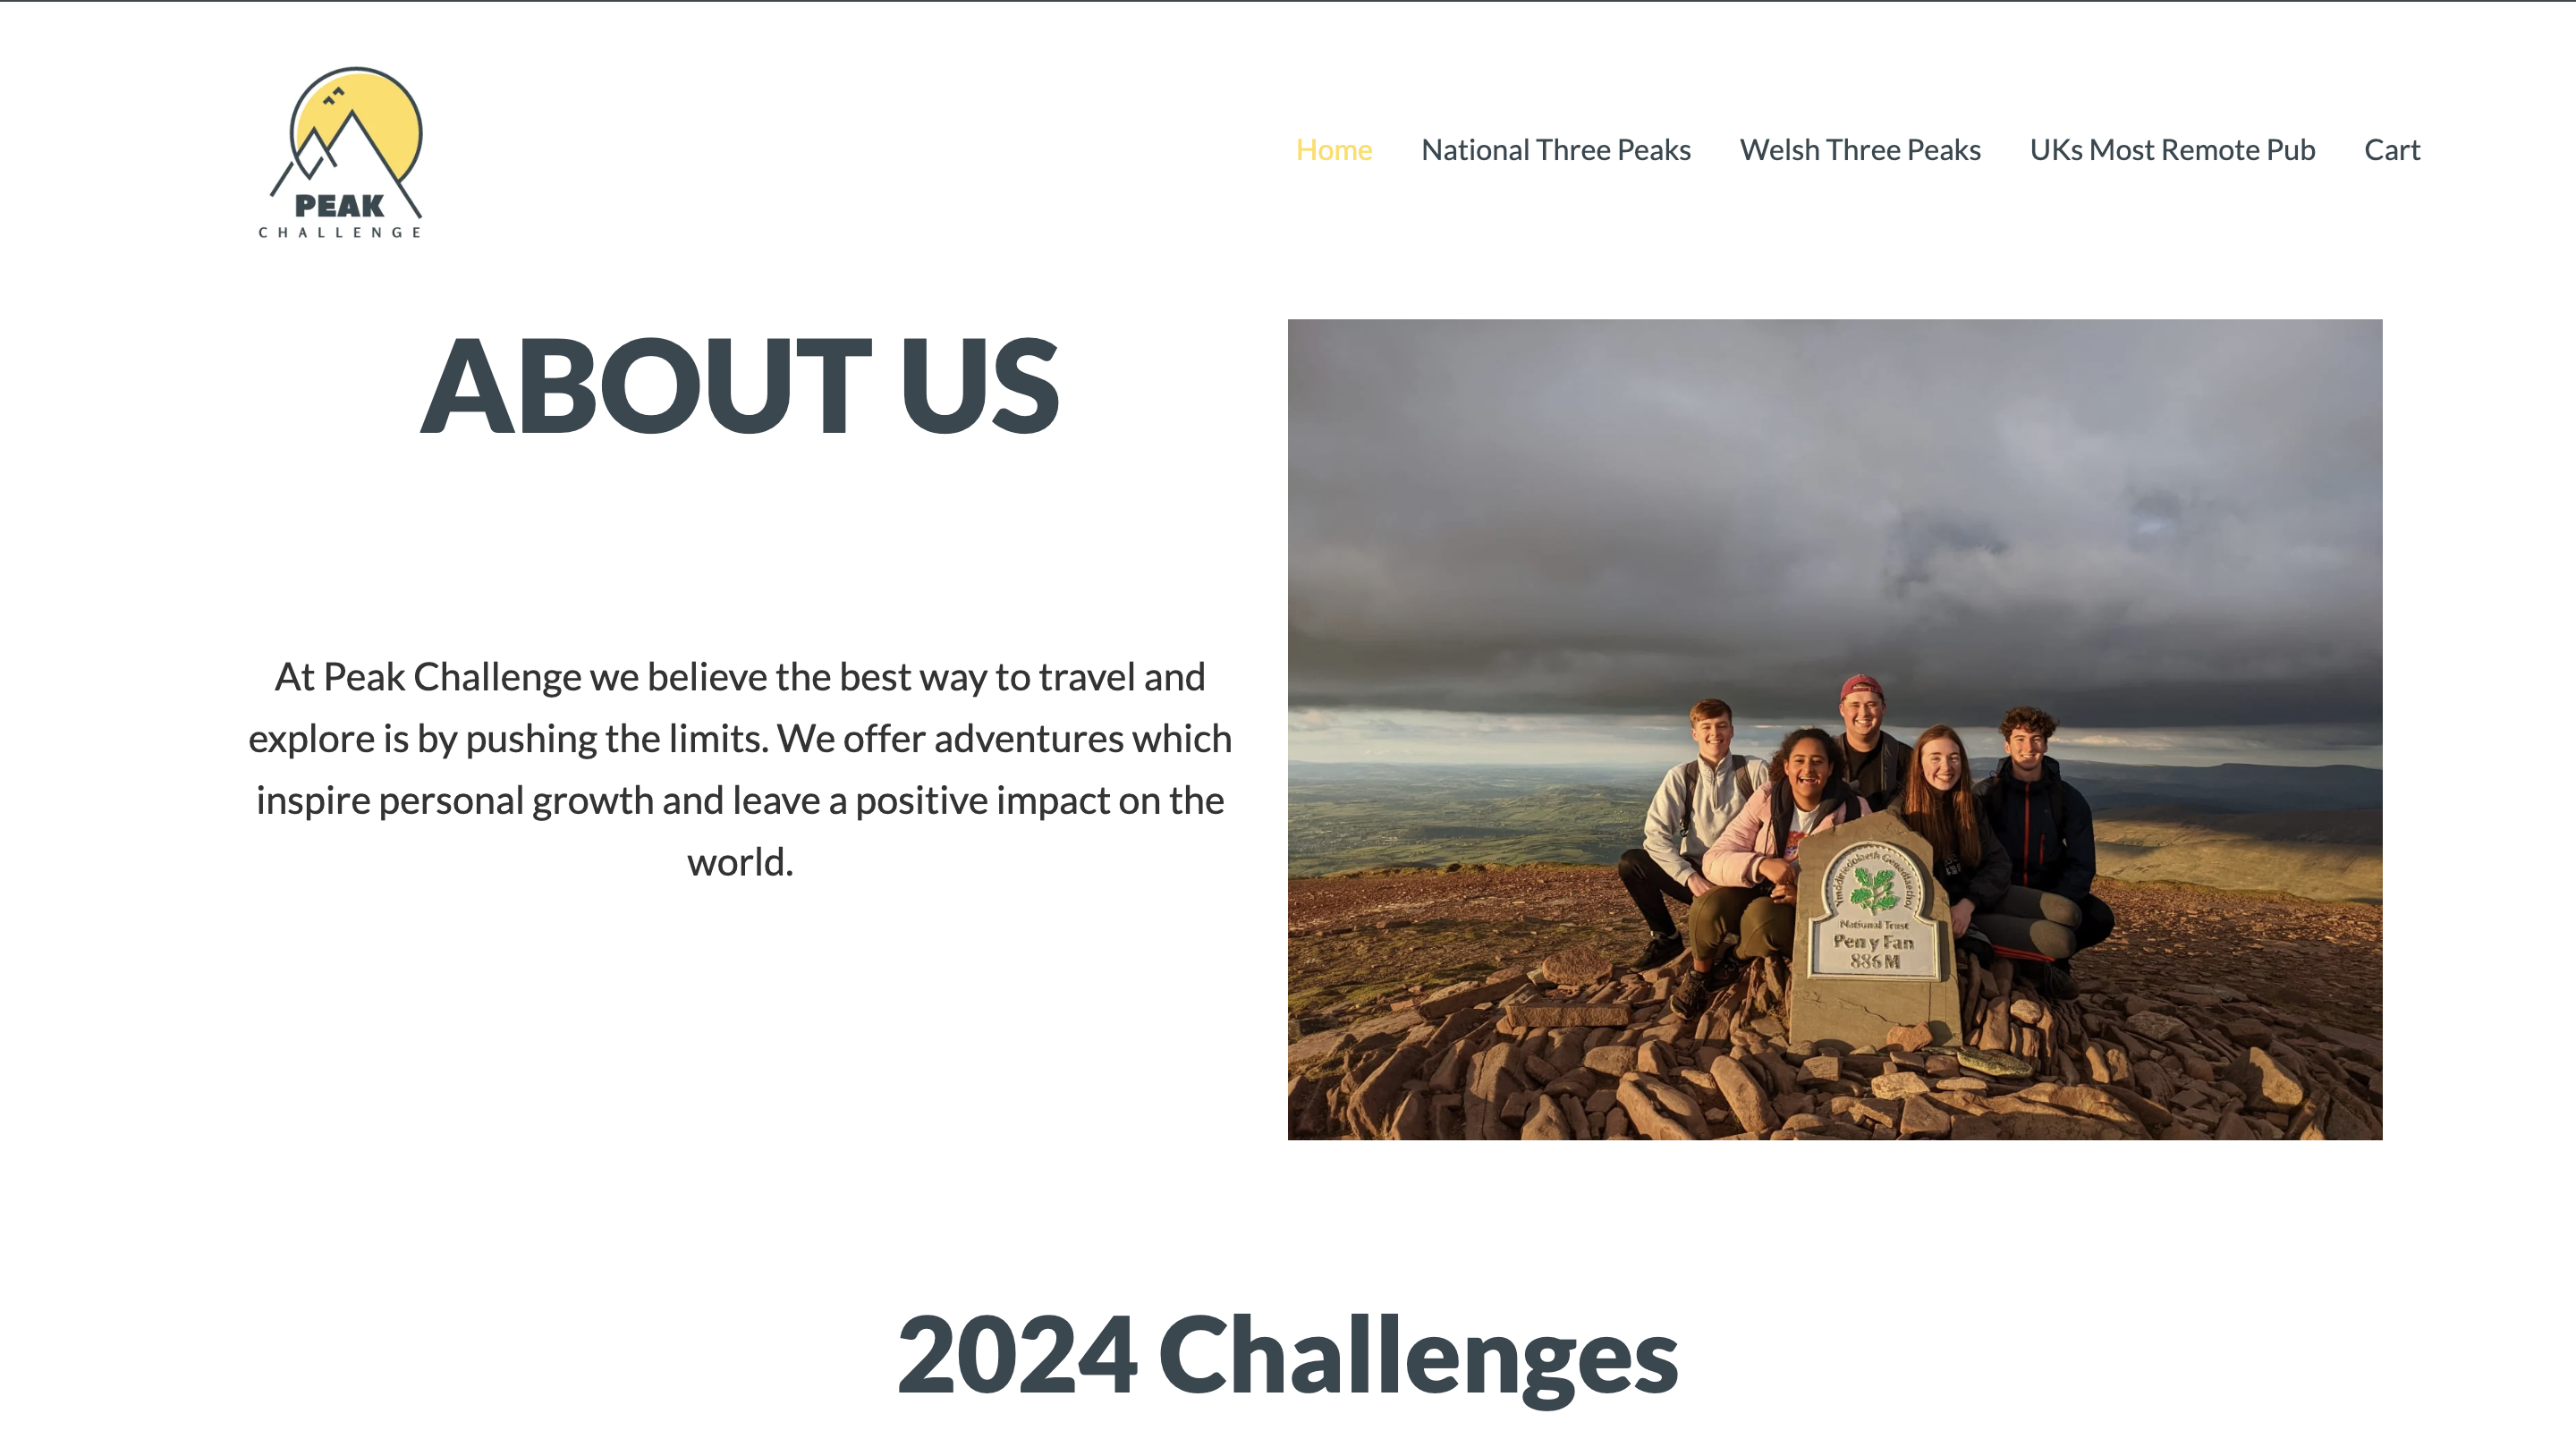 PEAK
CHALLENGE
Home
National Three Peaks
Welsh Three Peaks
UKs Most Remote Pub
Cart
ABOUT US
At Peak Challenge we believe the best way to travel and
explore is by pushing the limits. We offer adventures which
inspire personal growth and leave a positive impact on the
world.
Ymddiriedolaeth Genedlaethol
National Trust
Pen y Fan
886 M
2024 Challenges